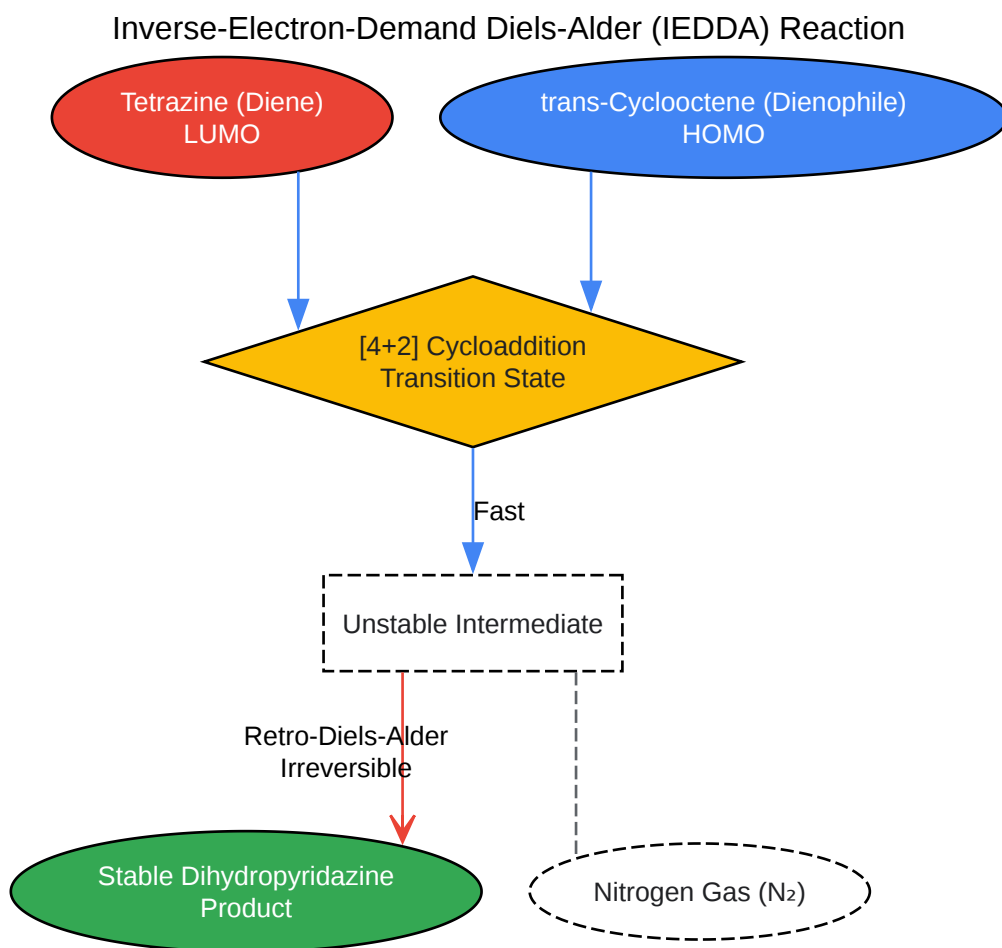 Inverse-Electron-Demand Diels-Alder (IEDDA) Reaction
Tetrazine (Diene)
LUMO
trans-Cyclooctene (Dienophile)
HOMO
[4+2] Cycloaddition
Transition State
Fast
Unstable Intermediate
Retro-Diels-Alder
Irreversible
Stable Dihydropyridazine
Product
Nitrogen Gas (N₂)